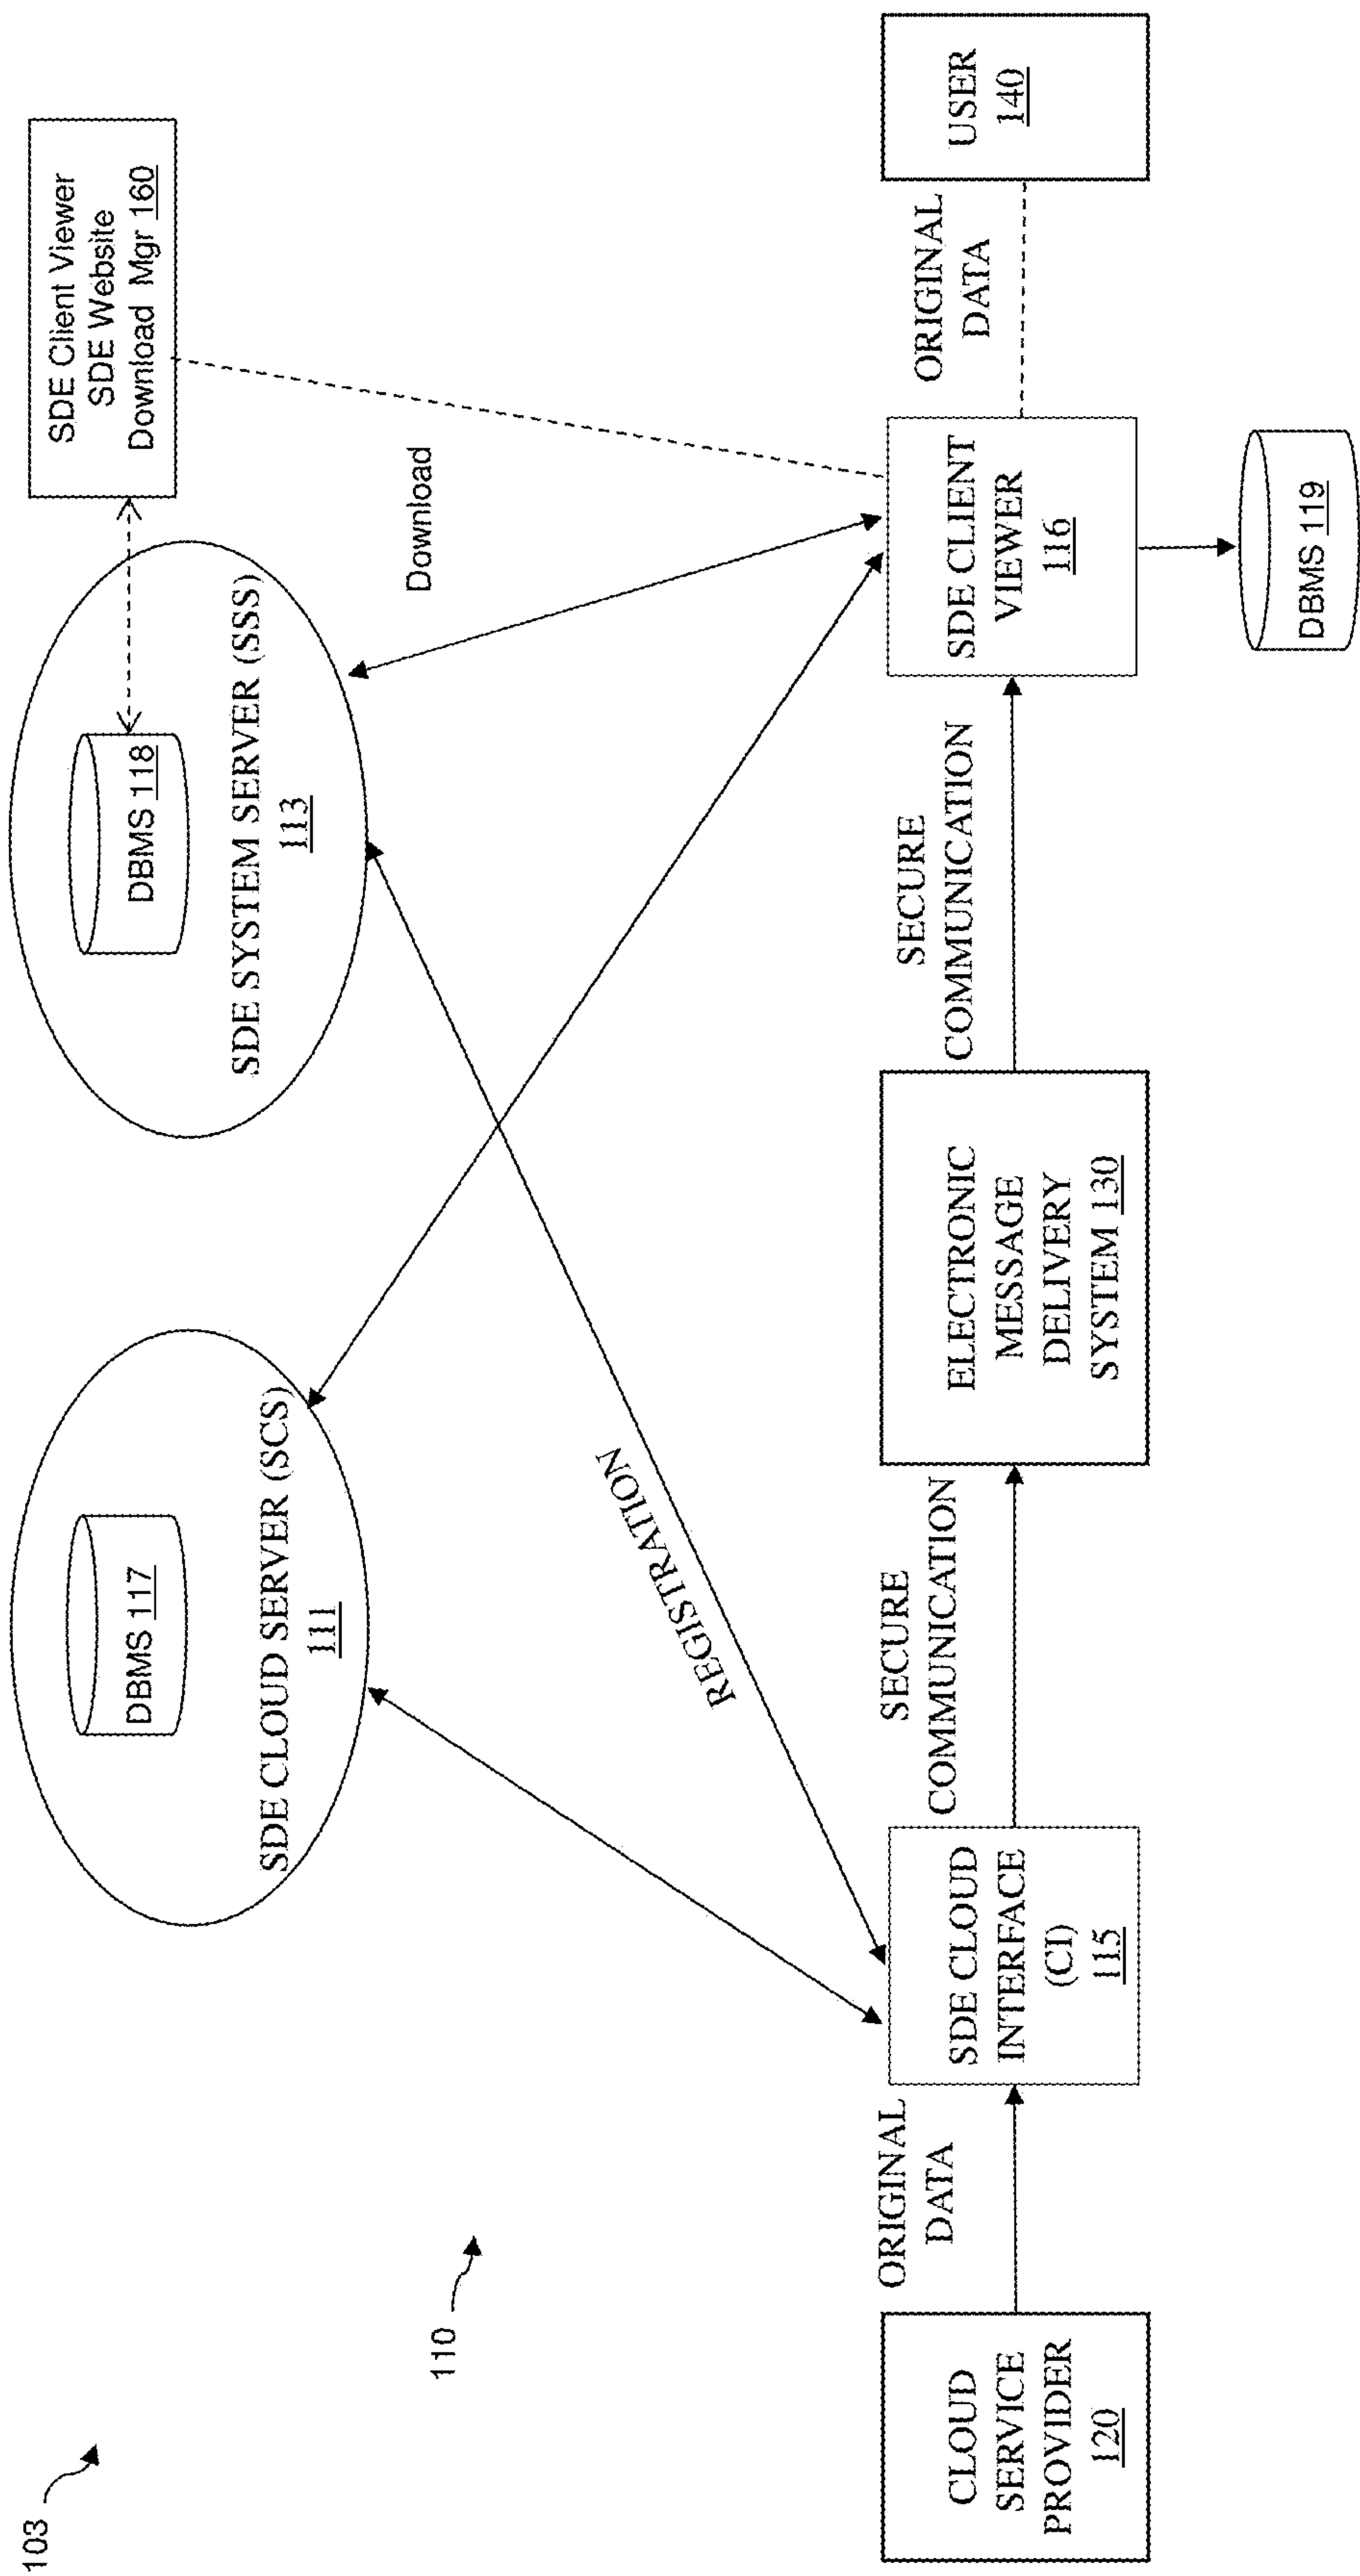 103
110
DBMS 117
SDE CLOUD SERVER (SCS)
111
DBMS 118
SDE SYSTEM SERVER (SSS)
113
SDE Client Viewer
SDE Website
Download Mgr 160
Download
REGISTRATION
CLOUD
SERVICE
PROVIDER
120
ORIGINAL
DATA
SDE CLOUD
INTERFACE
(CI)
115
SECURE
COMMUNICATION
ELECTRONIC
MESSAGE
DELIVERY
SYSTEM 130
SECURE
COMMUNICATION
SDE CLIENT
VIEWER
116
ORIGINAL
DATA
USER
140
DBMS 119